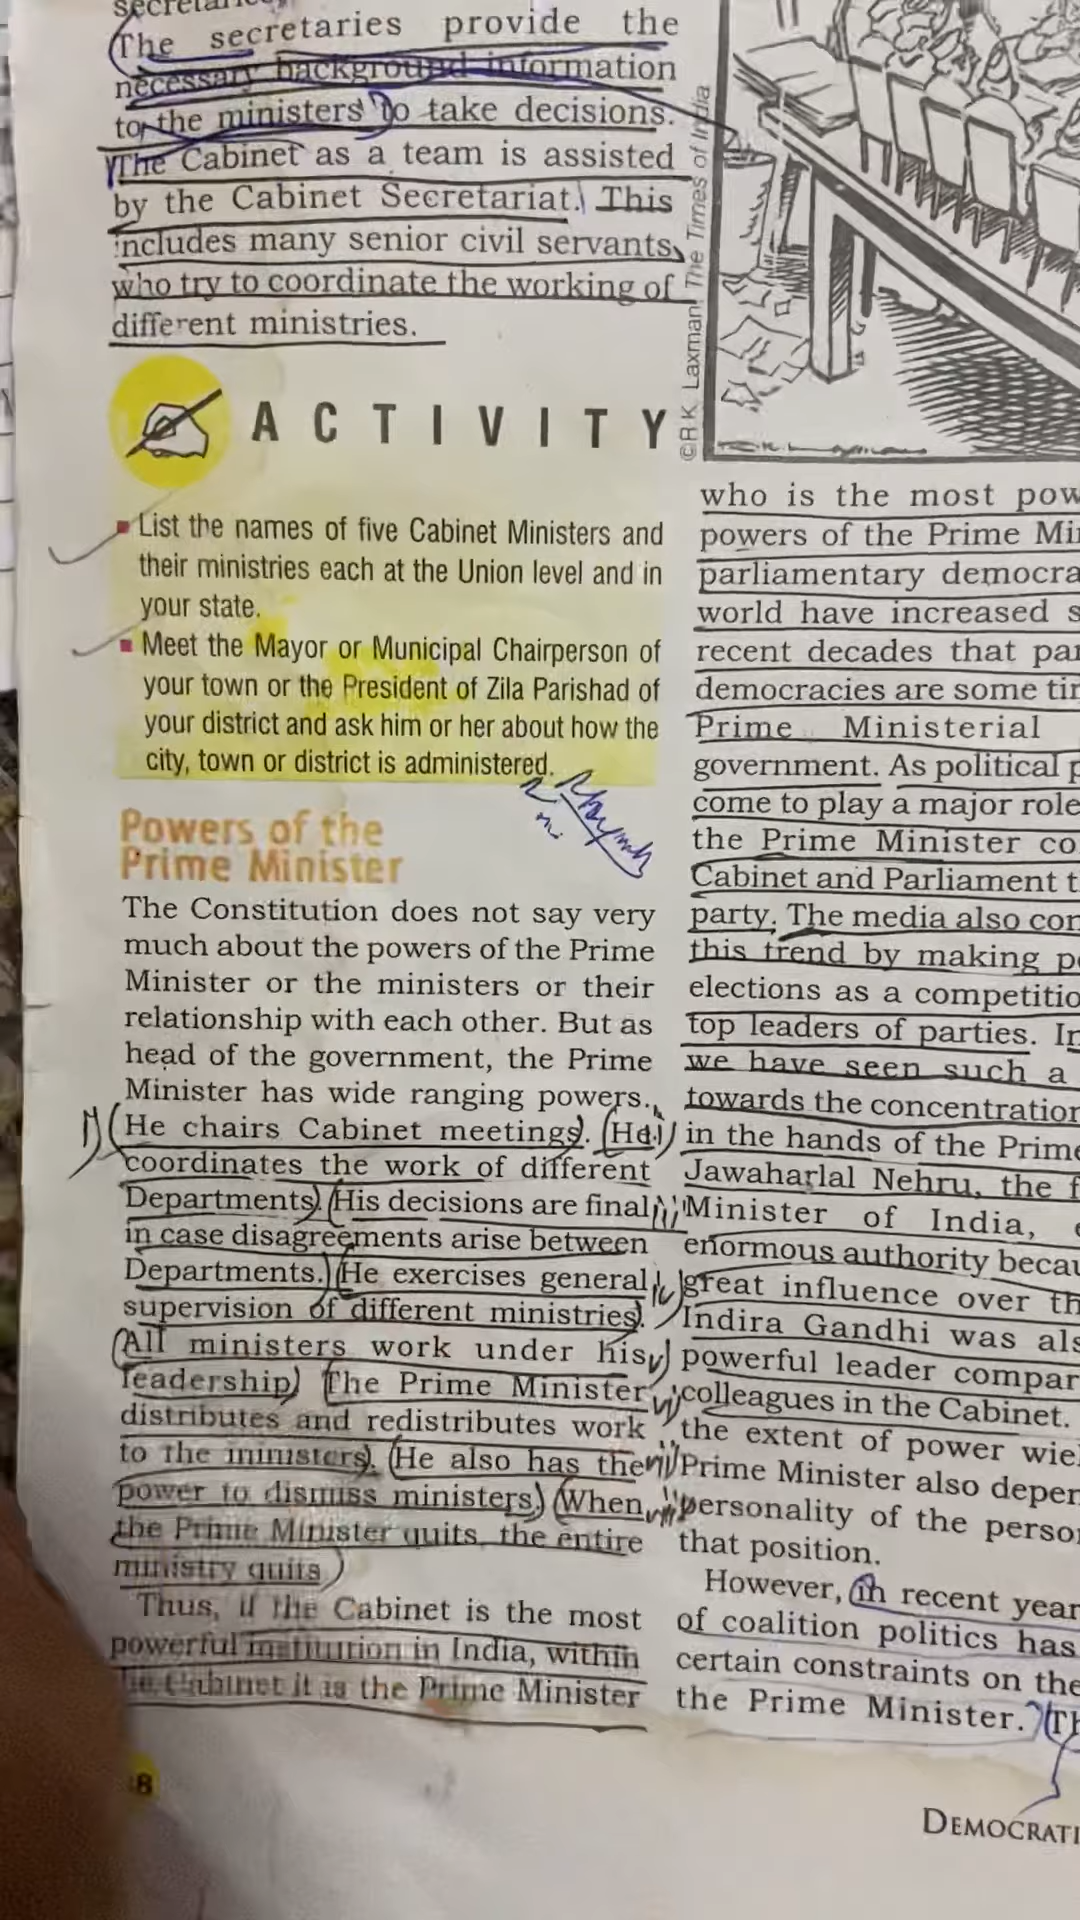 The secretaries provide the
necessary background information
to the ministers to take decisions.
The Cabinet as a team is assisted
by the Cabinet Secretariat. This
includes many senior civil servants
who try to coordinate the working of
different ministries.
©R.K. Laxman, The Times of India
ACTIVITY
List the names of five Cabinet Ministers and
their ministries each at the Union level and in
your state.
Meet the Mayor or Municipal Chairperson of
your town or the President of Zila Parishad of
your district and ask him or her about how the
city, town or district is administered.
Powers of the
Prime Minister
The Constitution does not say very
much about the powers of the Prime
Minister or the ministers or their
relationship with each other. But as
head of the government, the Prime
Minister has wide ranging powers.
He chairs Cabinet meetings. He
coordinates the work of different
Departments. His decisions are final
in case disagreements arise between
Departments. He exercises general
supervision of different ministries.
All ministers work under his
leadership. The Prime Minister
distributes and redistributes work
to the ministers. He also has the
power to dismiss ministers. When
the Prime Minister quits, the entire
ministry quits
Thus, if the Cabinet is the most
powerful institution in India, within
the Cabinet it is the Prime Minister
who is the most pow
powers of the Prime Mi
parliamentary democra
world have increased s
recent decades that par
democracies are some ti
Prime Ministerial
government. As political p
come to play a major role
the Prime Minister co
Cabinet and Parliament t
party. The media also con
this trend by making p
elections as a competitio
top leaders of parties. In
we have seen such a
towards the concentration
in the hands of the Prime
Jawaharlal Nehru, the f
Minister of India,
enormous authority becau
great influence over th
Indira Gandhi was als
powerful leader compar
colleagues in the Cabinet.
the extent of power wie
Prime Minister also depen
personality of the perso
that position.
However, in recent year
of coalition politics has
certain constraints on the
the Prime Minister. Th
8
DEMOCRATI